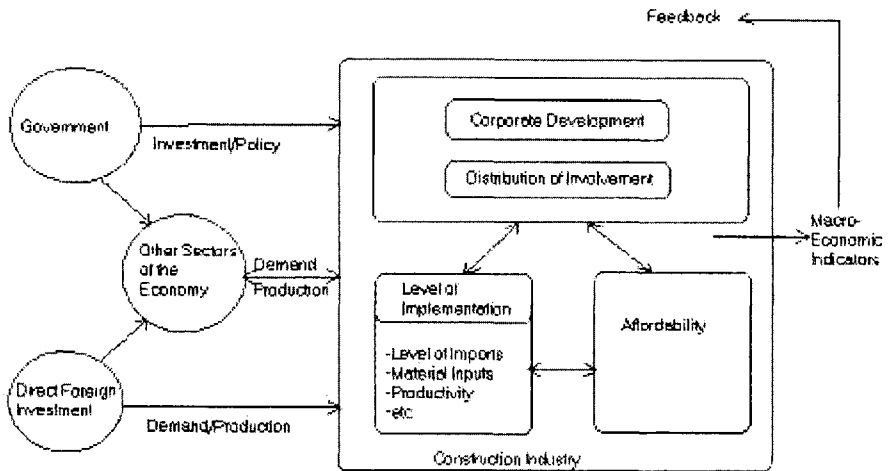 Feedback
Government
Investment/Policy
Corporate Development
Distribution of Involvement
Macro-
Economic
Indicators
Other Sectors
of the
Economy
Demand
Production
Level of
Implementation
-Level of Imports
-Material Inputs
-Productivity
-etc
Affordability
Direct Foreign
Investment
Demand/Production
Construction Industry